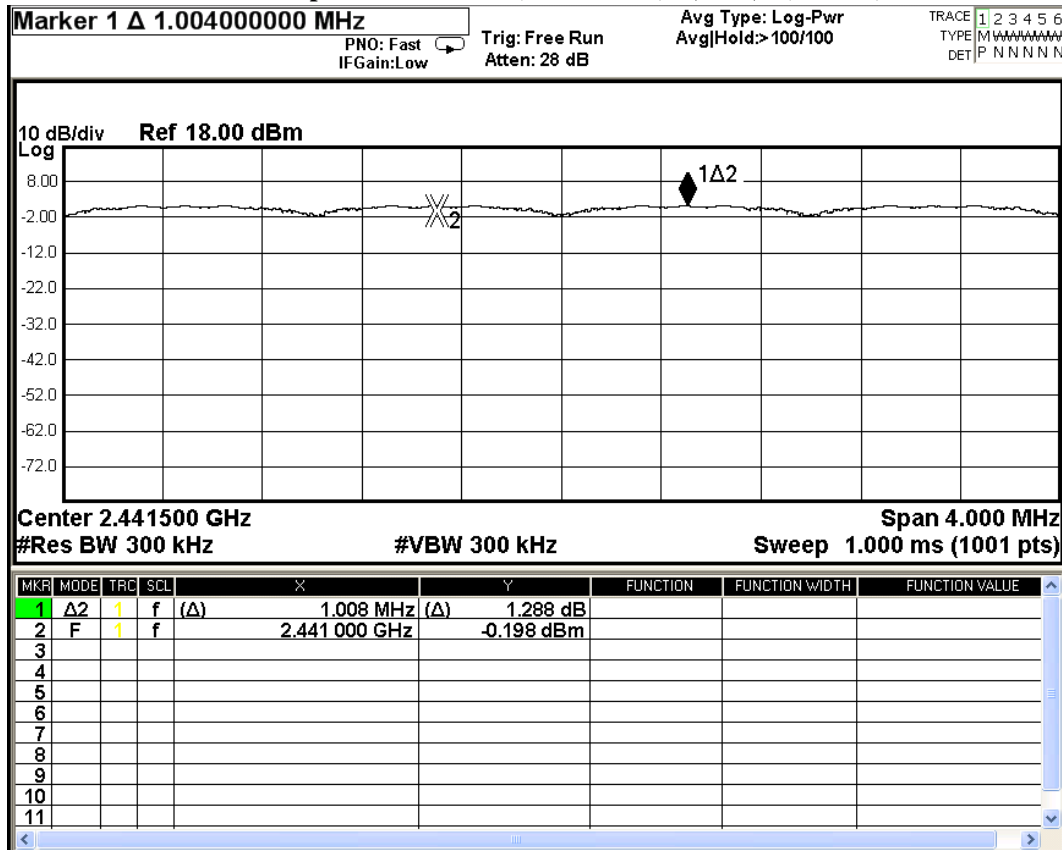 Marker 1 Δ 1.004000000 MHz
PNO: Fast
IFGain:Low
Trig: Free Run
Atten: 28 dB
Avg Type: Log-Pwr
Avg|Hold:>100/100
TRACE 1 2 3 4 5 6
TYPE M WWWWW
DET P N N N N N
10 dB/div Ref 18.00 dBm
Log
8.00
-2.00
-12.0
-22.0
-32.0
-42.0
-52.0
-62.0
-72.0
1Δ2
2
Center 2.441500 GHz Span 4.000 MHz
#Res BW 300 kHz #VBW 300 kHz Sweep 1.000 ms (1001 pts)
MKR MODE TRC SCL X Y FUNCTION FUNCTION WIDTH FUNCTION VALUE
1 Δ2 1 f (Δ) 1.008 MHz (Δ) 1.288 dB
2 F 1 f 2.441 000 GHz -0.198 dBm
3
4
5
6
7
8
9
10
11